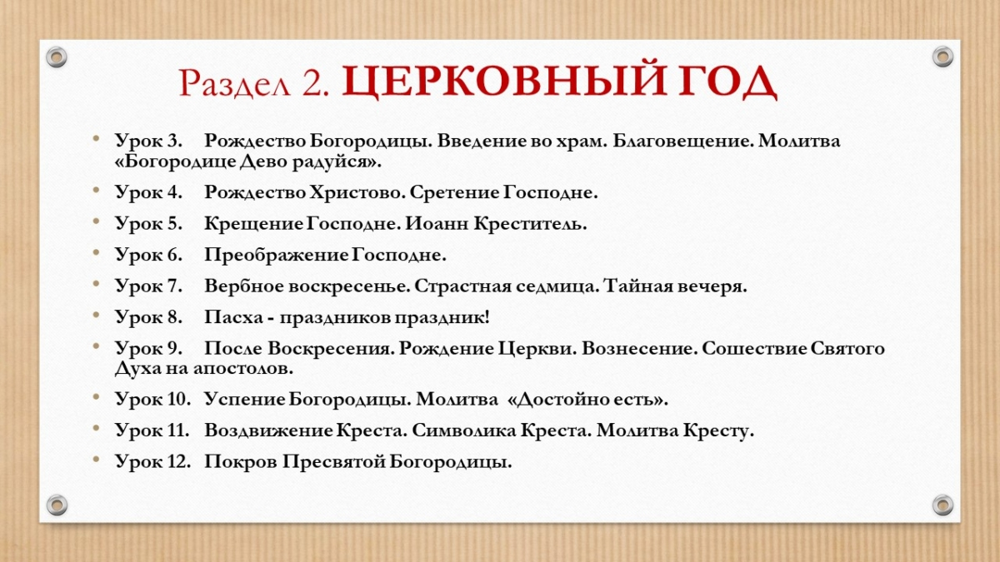 Раздел 2. ЦЕРКОВНЫЙ ГОД
• Урок 3. Рождество Богородицы. Введение во храм. Благовещение. Молитва
«Богородице Дево радуйся».
• Урок 4. Рождество Христово. Сретение Господне.
• Урок 5. Крещение Господне. Иоанн Креститель.
• Урок 6. Преображение Господне.
• Урок 7. Вербное воскресенье. Страстная седмица. Тайная вечеря.
• Урок 8. Пасха - праздников праздник!
• Урок 9. После Воскресения. Рождение Церкви. Вознесение. Сошествие Святого
Духа на апостолов.
• Урок 10. Успение Богородицы. Молитва «Достойно есть».
• Урок 11. Воздвижение Креста. Символика Креста. Молитва Кресту.
• Урок 12. Покров Пресвятой Богородицы.